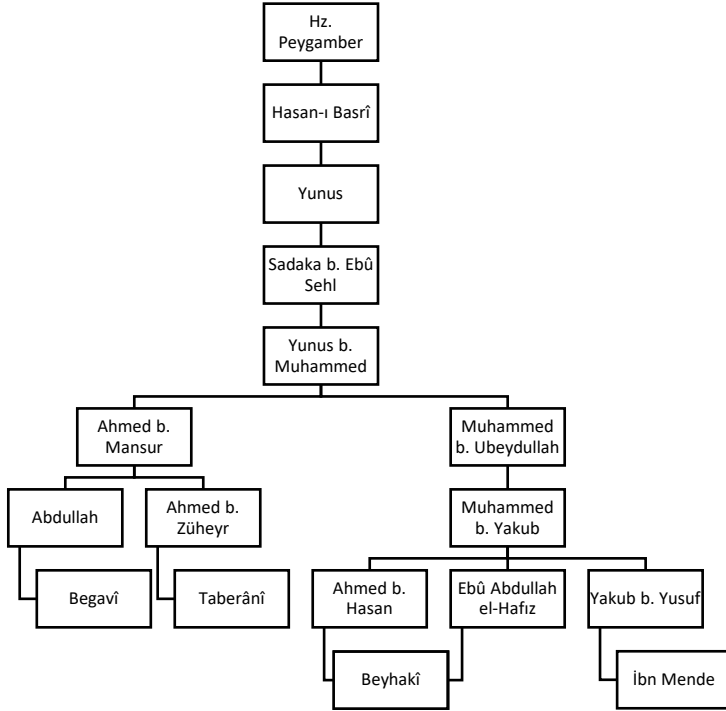 Hz.
Peygamber
Hasan-ı Basrî
Yunus
Sadaka b. Ebû
Sehl
Yunus b.
Muhammed
Ahmed b.
Mansur
Muhammed
b. Ubeydullah
Abdullah
Ahmed b.
Züheyr
Muhammed
b. Yakub
Begavî
Taberânî
Ahmed b.
Hasan
Ebû Abdullah
el-Hafız
Yakub b. Yusuf
Beyhakî
İbn Mende